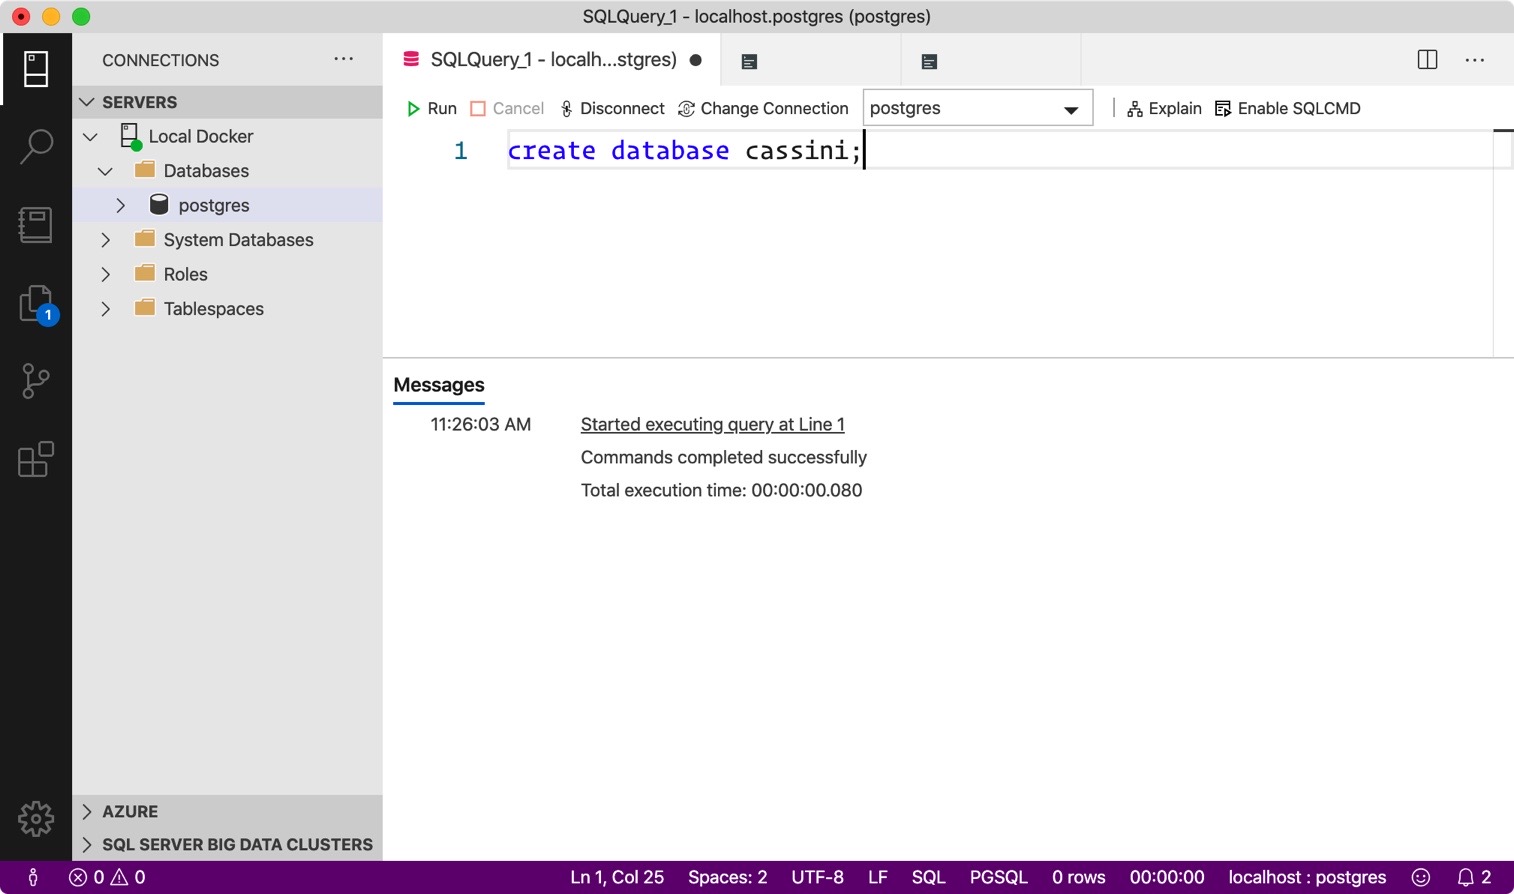 SQLQuery_1 - localhost.postgres (postgres)
CONNECTIONS
SERVERS
Local Docker
Databases
postgres
System Databases
Roles
Tablespaces
AZURE
SQL SERVER BIG DATA CLUSTERS
1
SQLQuery_1 - localh...stgres)
Run Cancel Disconnect Change Connection postgres Explain Enable SQLCMD
1 create database cassini;
Messages
11:26:03 AM Started executing query at Line 1
Commands completed successfully
Total execution time: 00:00:00.080
0 0 Ln 1, Col 25 Spaces: 2 UTF-8 LF SQL PGSQL 0 rows 00:00:00 localhost : postgres 2